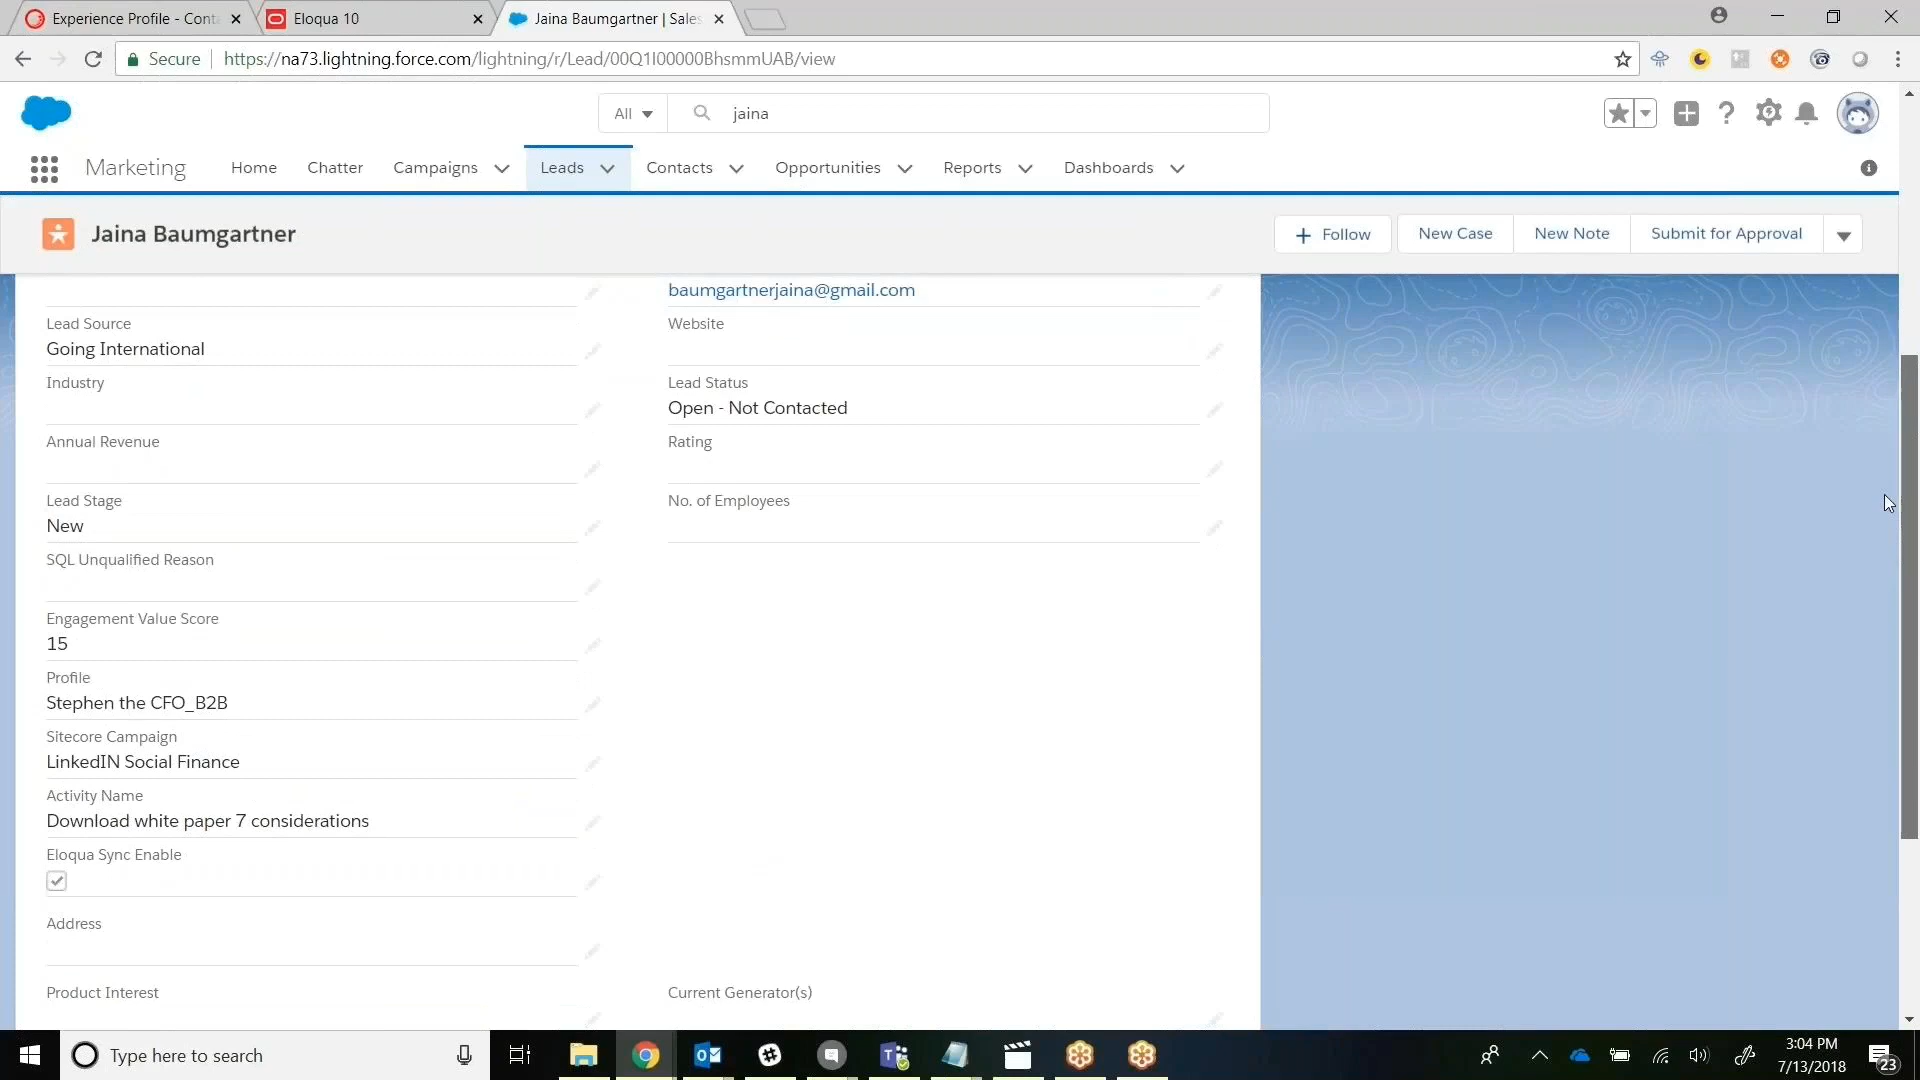 Experience Profile - Conta
Eloqua 10
Jaina Baumgartner | Sales
Secure
https://na73.lightning.force.com/lightning/r/Lead/00Q1I00000BhsmmUAB/view
All
jaina
Marketing
Home
Chatter
Campaigns
Leads
Contacts
Opportunities
Reports
Dashboards
Jaina Baumgartner
+ Follow
New Case
New Note
Submit for Approval
baumgartnerjaina@gmail.com
Lead Source
Going International
Website
Industry
Lead Status
Open - Not Contacted
Annual Revenue
Rating
Lead Stage
New
No. of Employees
SQL Unqualified Reason
Engagement Value Score
15
Profile
Stephen the CFO_B2B
Sitecore Campaign
LinkedIN Social Finance
Activity Name
Download white paper 7 considerations
Eloqua Sync Enable
Address
Product Interest
Current Generator(s)
Type here to search
3:04 PM
7/13/2018
23